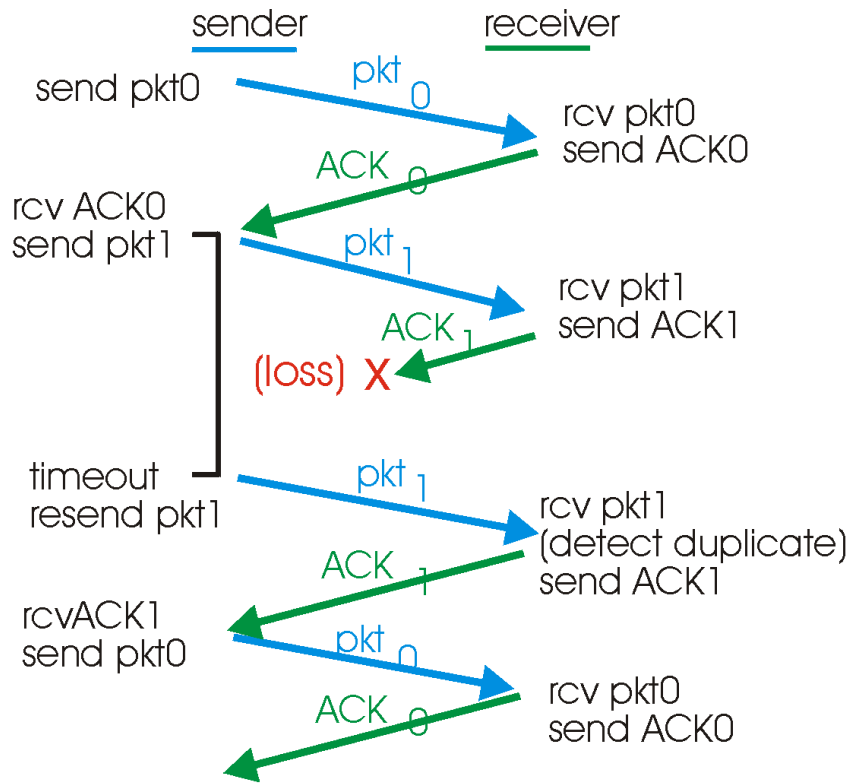 sender
receiver
send pkt0
pkt 0
rcv pkt0
send ACK0
ACK 0
rcv ACK0
send pkt1
pkt 1
rcv pkt1
send ACK1
ACK 1
(loss) X
timeout
resend pkt1
pkt 1
rcv pkt1
(detect duplicate)
send ACK1
ACK 1
rcvACK1
send pkt0
pkt 0
rcv pkt0
send ACK0
ACK 0